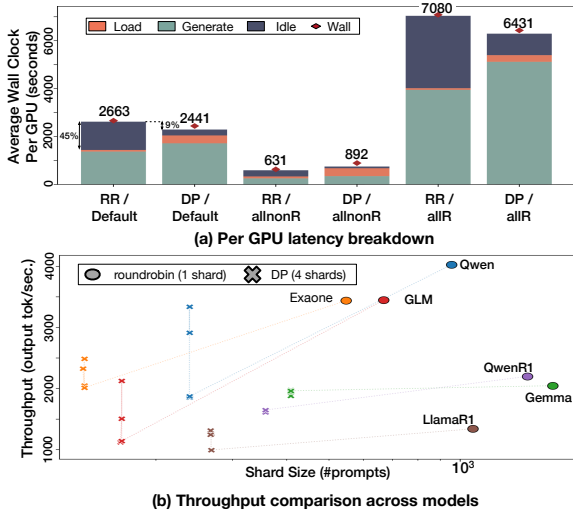 Load Generate Idle Wall
Average Wall Clock
Per GPU (seconds)
6000
4000
2000
0
2663
2441
631
892
7080
6431
45%
9%
RR / Default
DP / Default
RR / allnonR
DP / allnonR
RR / allR
DP / allR
(a) Per GPU latency breakdown
Throughput (output tok/sec.)
4000
3000
2000
1000
roundrobin (1 shard) DP (4 shards)
Qwen
Exaone
GLM
QwenR1
Gemma
LlamaR1
Shard Size (#prompts)
10³
(b) Throughput comparison across models